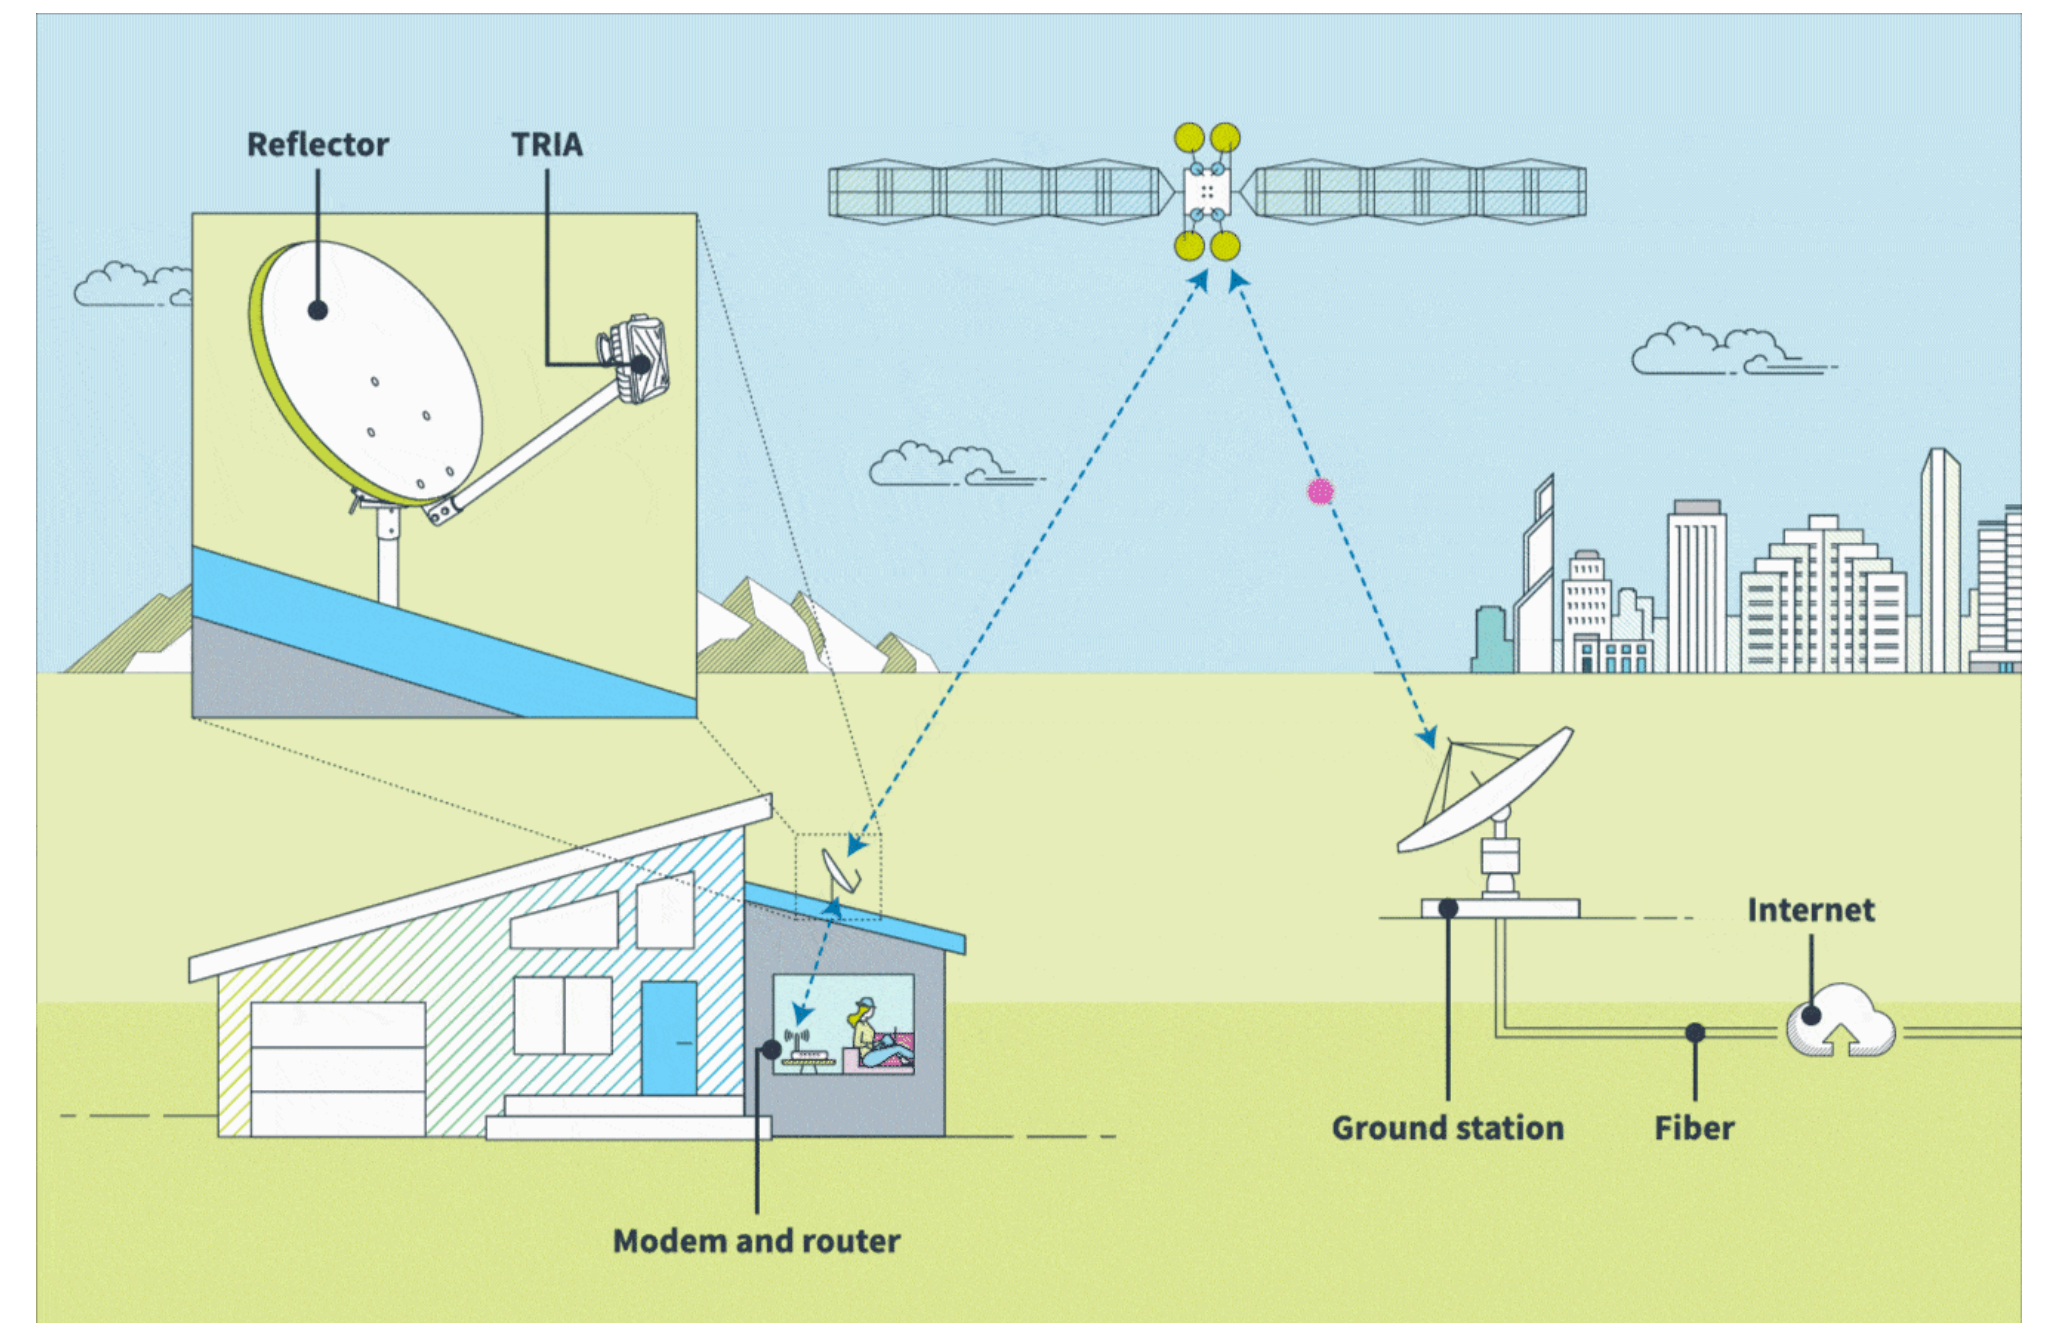 Reflector
TRIA
Internet
Ground station
Fiber
Modem and router